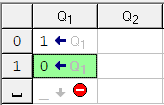 Q₁ Q₂
0 1 ← Q₁
1 0 ← Q₁
⎵ _ ↓